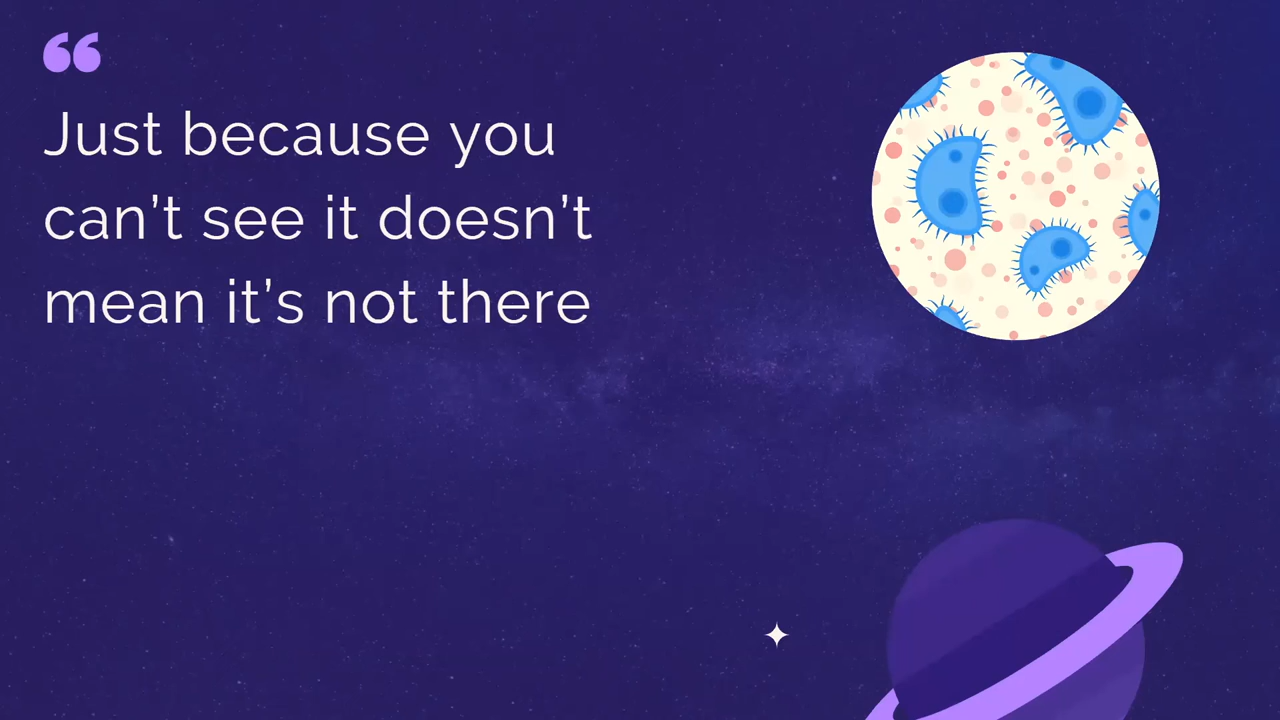 “
Just because you
can’t see it doesn’t
mean it’s not there